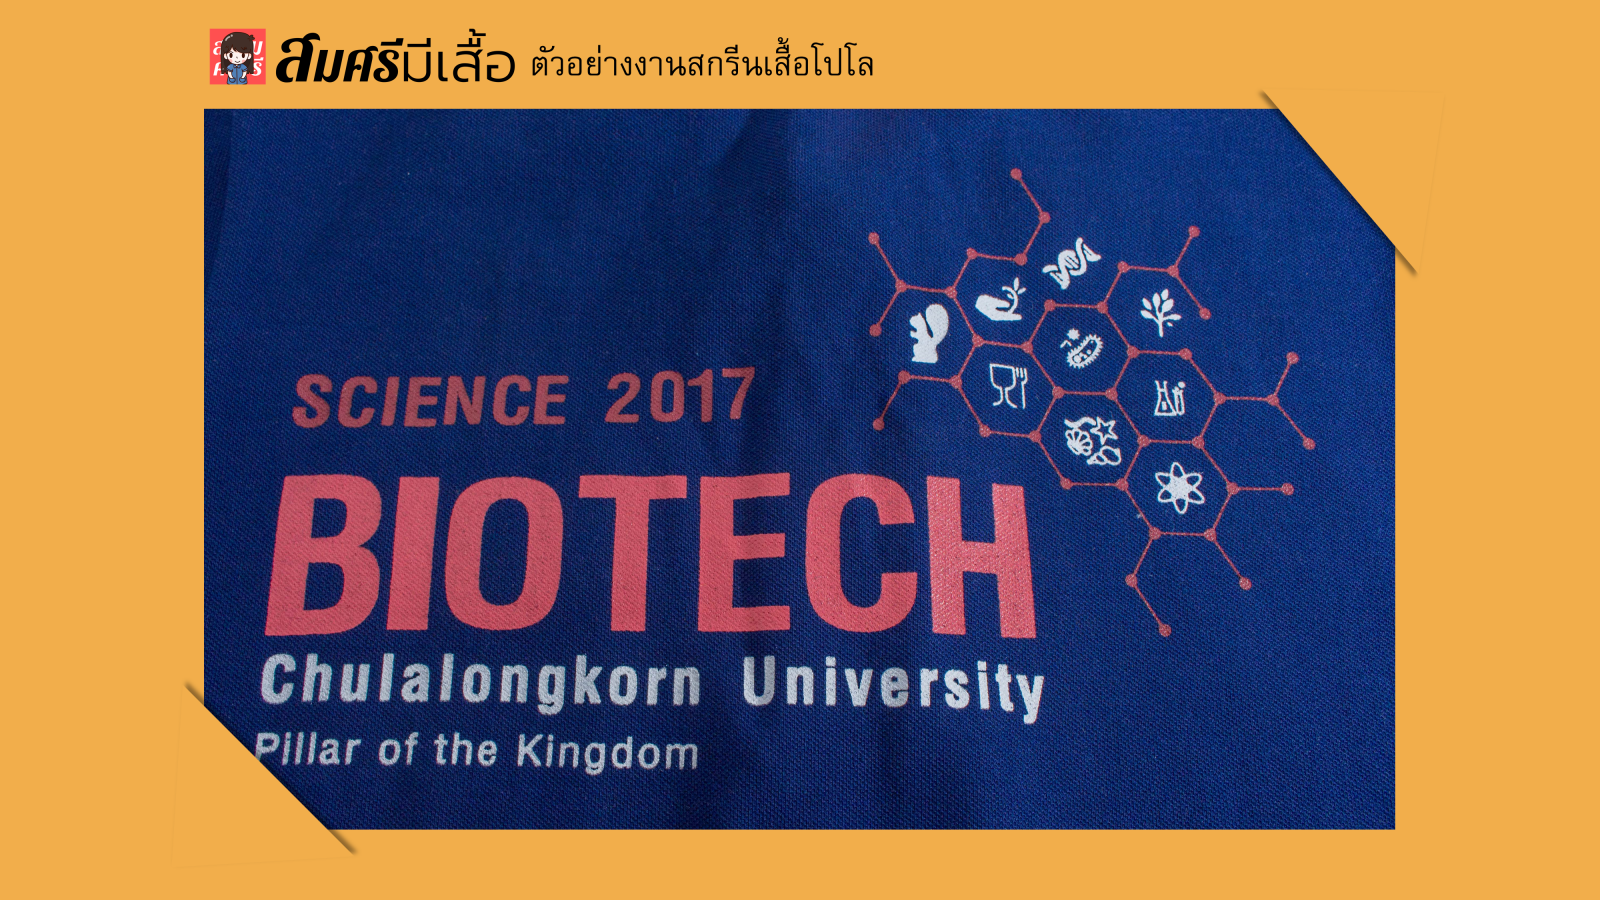 สมศรีมีเสื้อ ตัวอย่างงานสกรีนเสื้อโปโล
SCIENCE 2017
BIOTECH
Chulalongkorn University
Pillar of the Kingdom